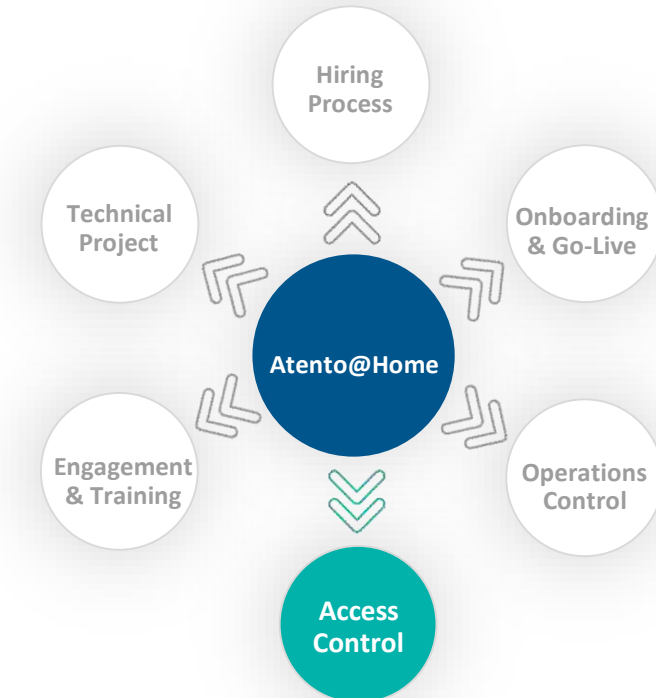 Hiring
Process
Technical
Project
Onboarding
& Go-Live
Atento@Home
Engagement
& Training
Operations
Control
Access
Control